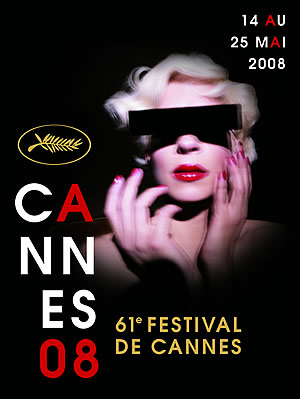 14 AU
25 MAI
2008
CA
NN
ES
08
61e FESTIVAL
DE CANNES